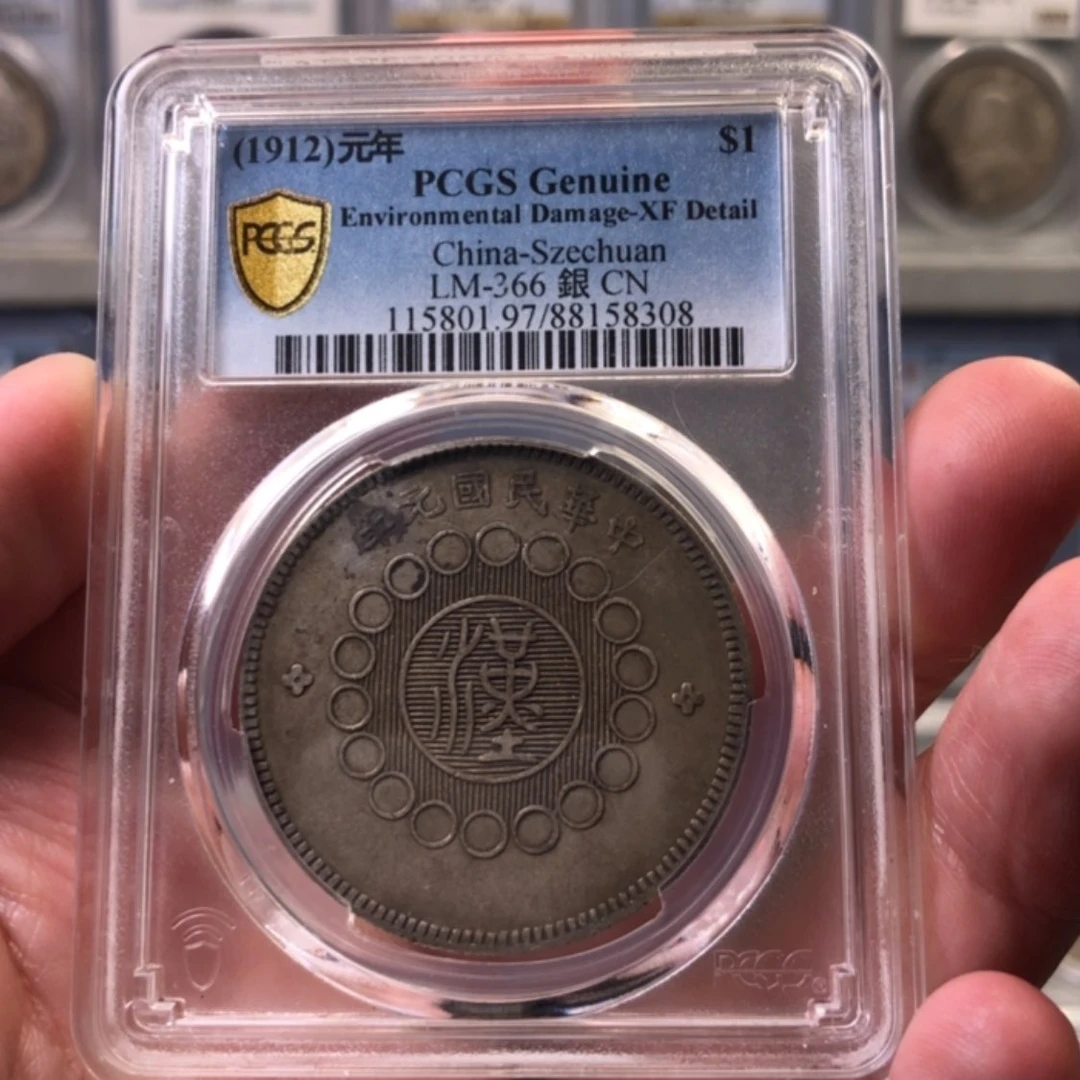 (1912)元年 $1
PCGS Genuine
Environmental Damage-XF Detail
PCGS
China-Szechuan
LM-366 銀 CN
115801.97/88158308
年元國民華中
漢
PCGS